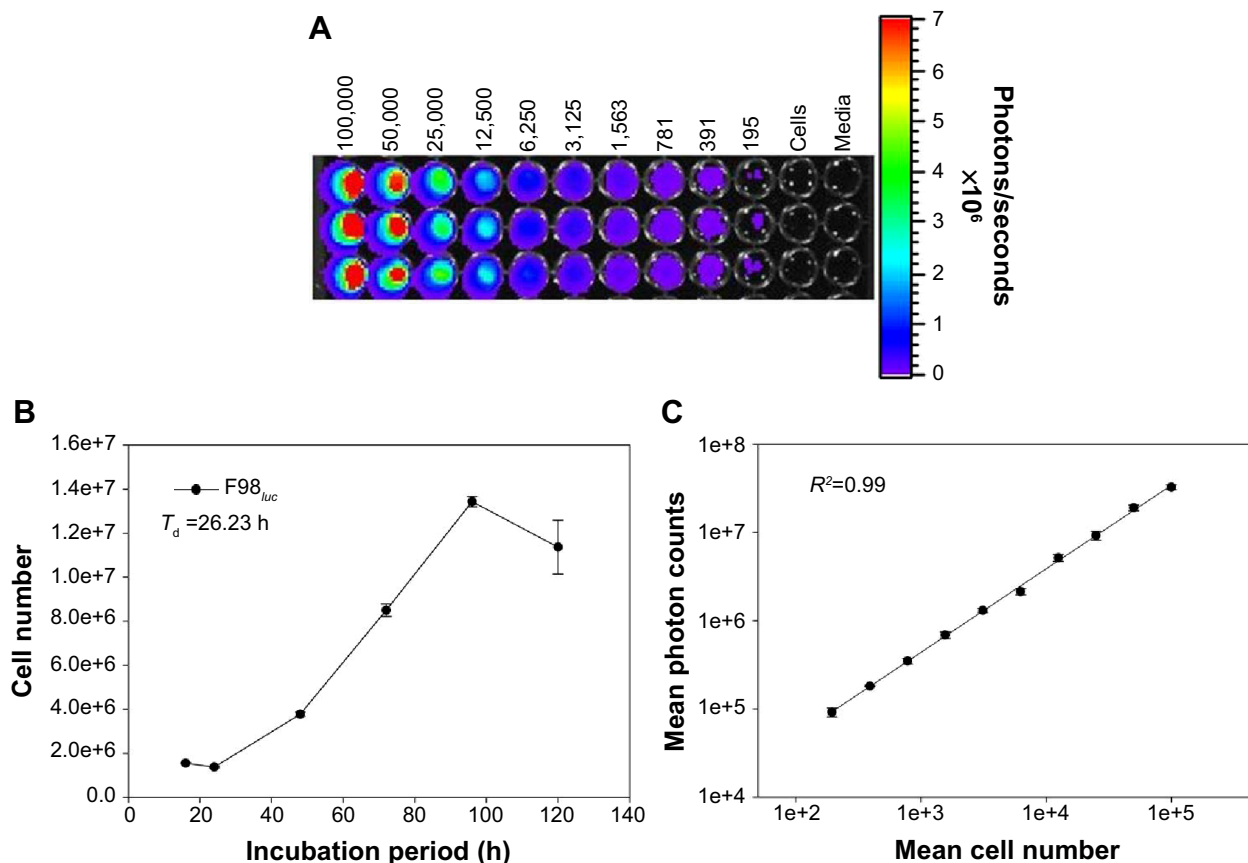 A
100,000
50,000
25,000
12,500
6,250
3,125
1,563
781
391
195
Cells
Media
7
6
5
4
3
2
1
0
Photons/seconds
×10⁶
B
1.6e+7
1.4e+7
1.2e+7
1.0e+7
8.0e+6
6.0e+6
4.0e+6
2.0e+6
0.0
Cell number
F98luc
Td =26.23 h
0 20 40 60 80 100 120 140
Incubation period (h)
C
1e+8
1e+7
1e+6
1e+5
1e+4
Mean photon counts
R²=0.99
1e+2 1e+3 1e+4 1e+5
Mean cell number